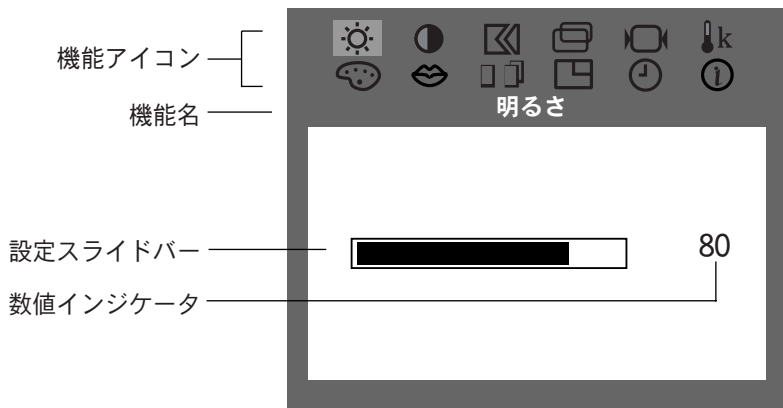 機能アイコン
k
i
機能名
明るさ
設定スライドバー
80
数値インジケータ